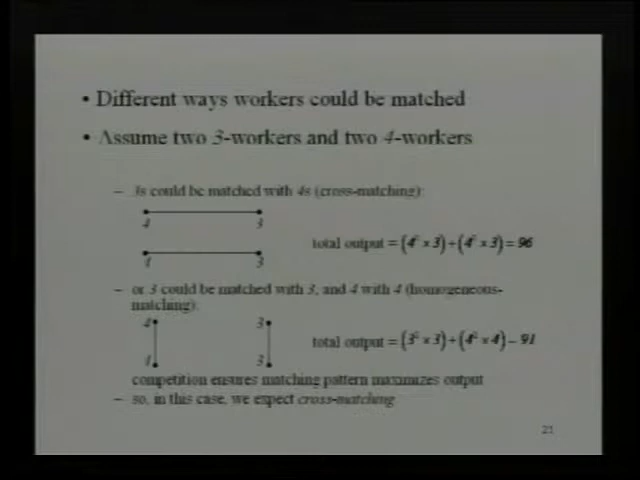 • Different ways workers could be matched
• Assume two 3-workers and two 4-workers
– 3s could be matched with 4s (cross-matching):
4 3
total output = (4² x 3) + (4² x 3) = 96
4 3
– or 3 could be matched with 3, and 4 with 4 (homogeneous-
matching):
4 3
total output = (3² x 3) + (4² x 4) = 91
4 3
competition ensures matching pattern maximizes output
– so, in this case, we expect cross-matching
21